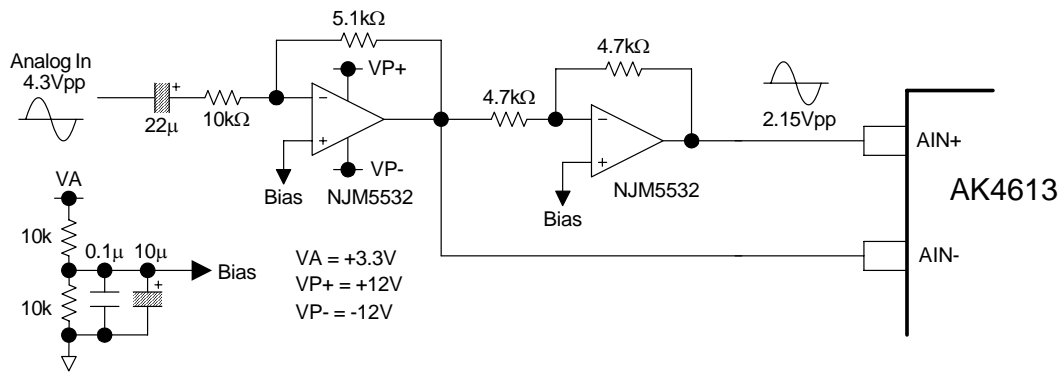 5.1kΩ
Analog In
4.3Vpp
VP+
4.7kΩ
4.7kΩ
2.15Vpp
+
22μ
10kΩ
−
+
VP-
Bias
NJM5532
−
+
Bias
NJM5532
AIN+
AK4613
AIN-
VA
10k
0.1μ
10μ
+
Bias
10k
VA = +3.3V
VP+ = +12V
VP- = -12V